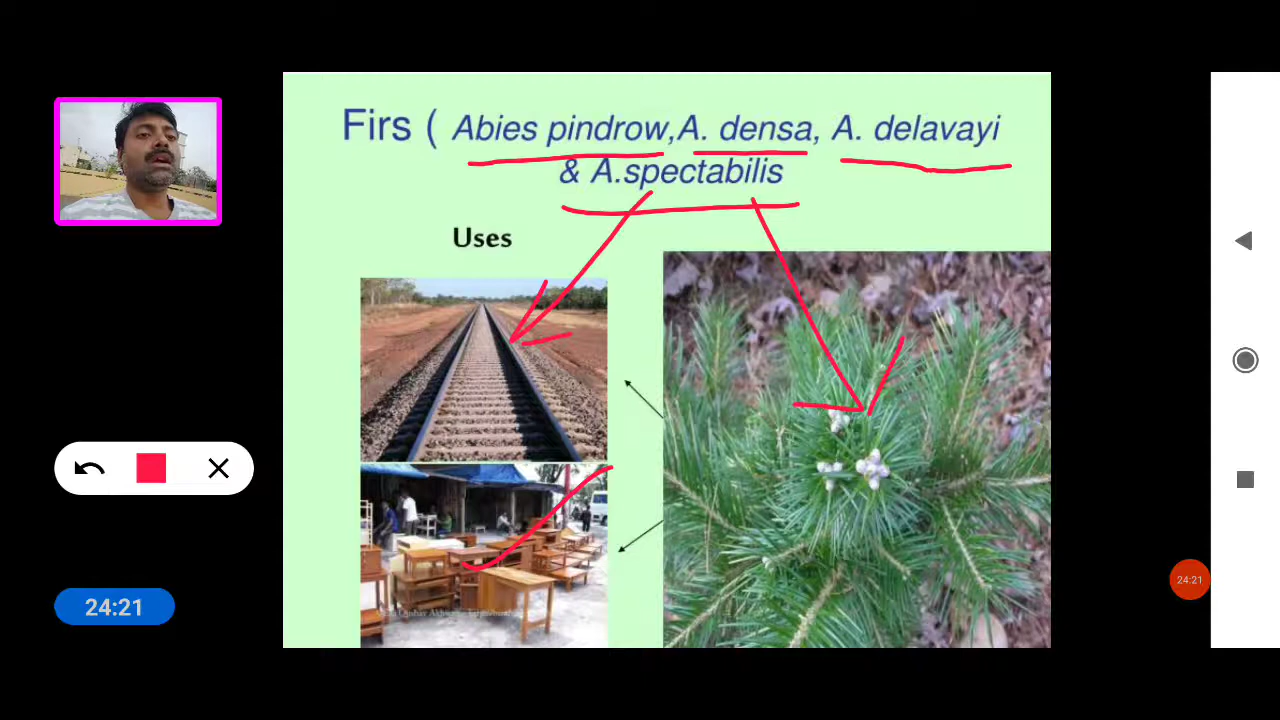 Firs ( Abies pindrow,A. densa, A. delavayi
& A.spectabilis
Uses
24:21
24:21